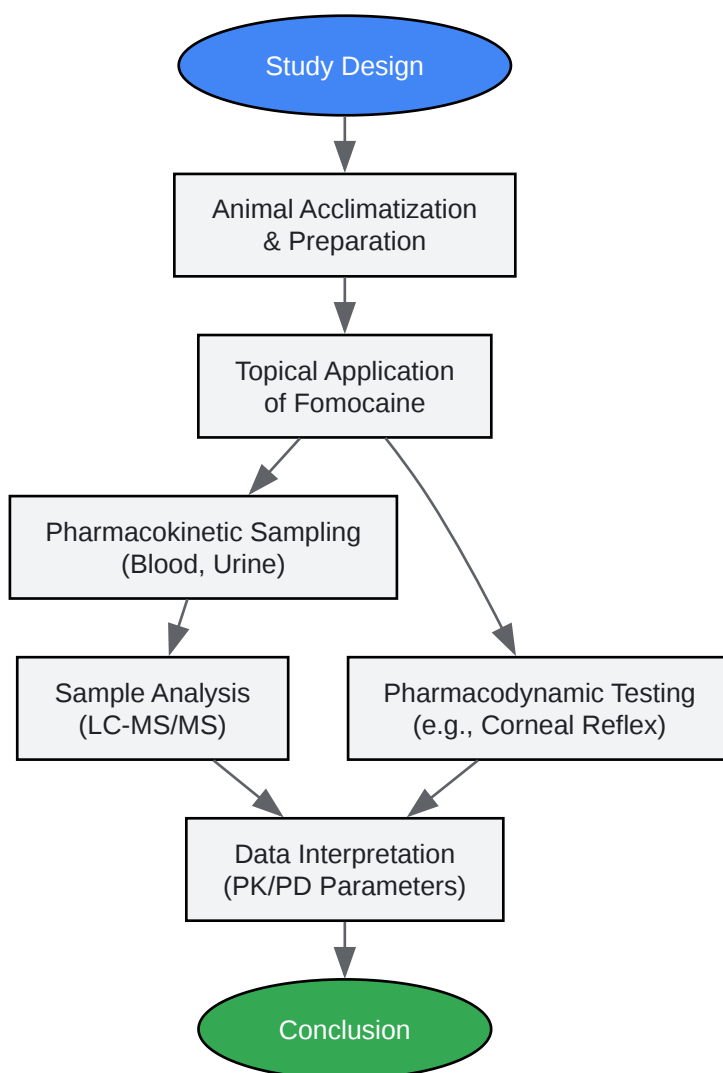 Study Design
Animal Acclimatization
& Preparation
Topical Application
of Fomocaine
Pharmacokinetic Sampling
(Blood, Urine)
Sample Analysis
(LC-MS/MS)
Pharmacodynamic Testing
(e.g., Corneal Reflex)
Data Interpretation
(PK/PD Parameters)
Conclusion